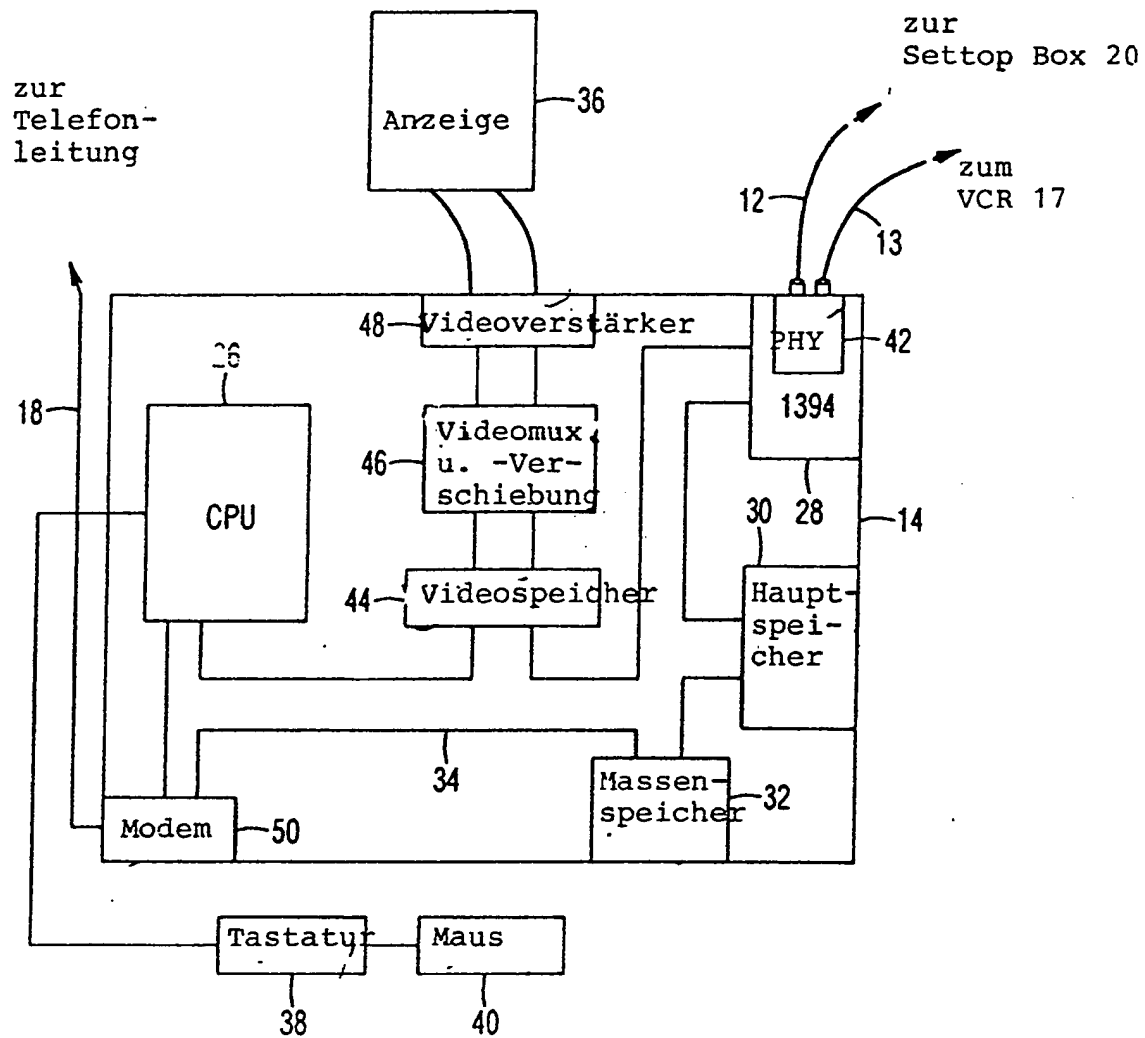 zur
Settop Box 20
zur
Telefon-
leitung
Anzeige
36
zum
VCR 17
12
13
48
Videoverstärker
PHY
42
26
18
1394
Videomux
u. -Ver-
schiebung
46
CPU
30
28
14
44
Videospeicher
Haupt-
spei-
cher
34
Massen-
speicher
32
Modem
50
Tastatur
Maus
38
40